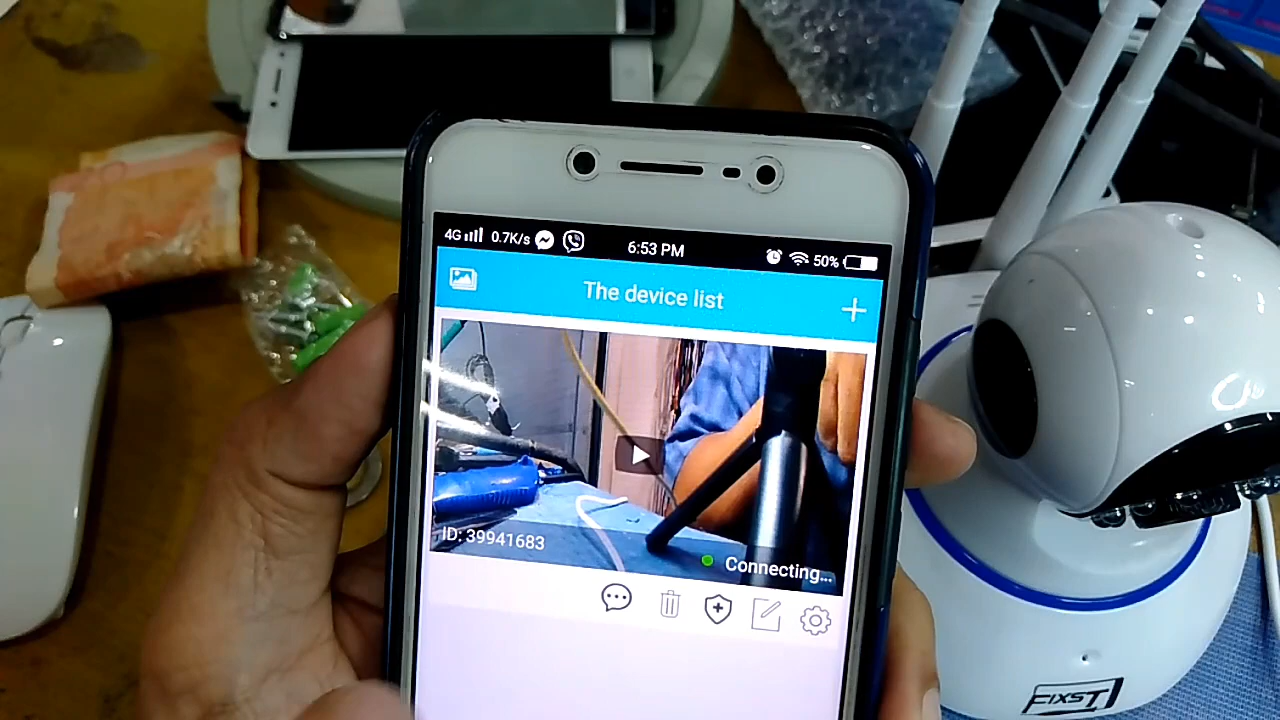 4G 0.7K/s 6:53 PM 50%
The device list
ID: 39941683
Connecting...
FIXST